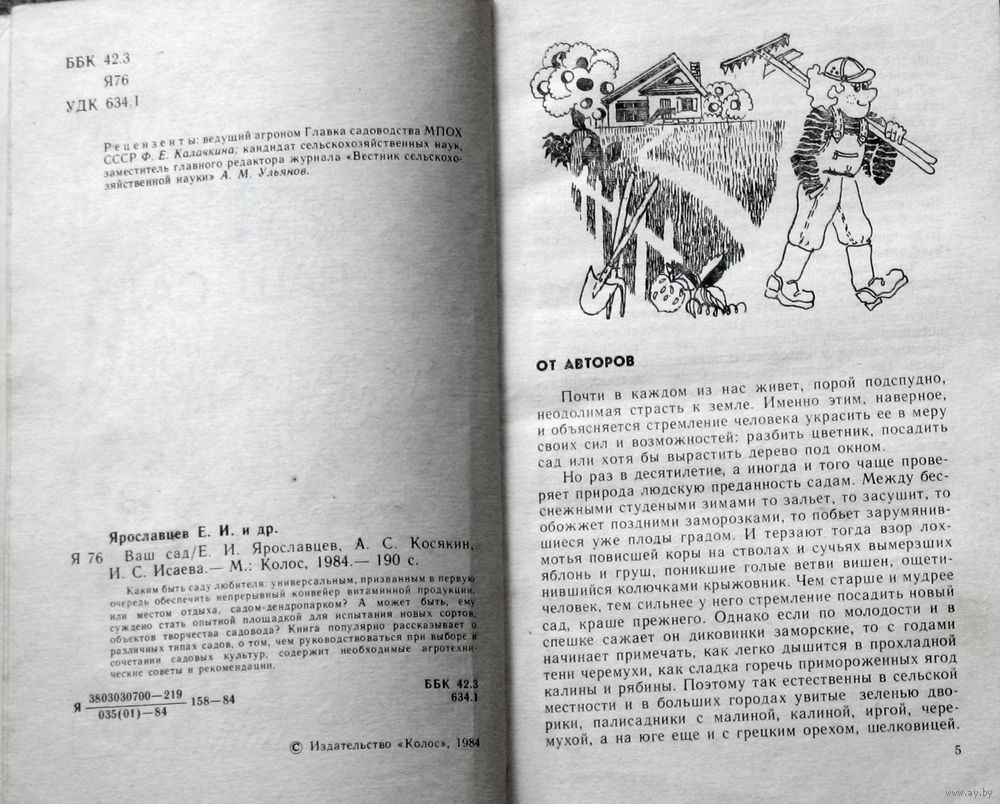 ББК 42.3
Я76
УДК 634.1
Рецензенты: ведущий агроном Главка садоводства МПОХ
СССР Ф. Е. Калачкина; кандидат сельскохозяйственных наук,
заместитель главного редактора журнала «Вестник сельскохо-
зяйственной науки» А. М. Ульянов.
Ярославцев Е. И. и др.
Я 76 Ваш сад/Е. И. Ярославцев, А. С. Косякин,
И. С. Исаева.— М.: Колос, 1984.— 190 с.
Каким быть саду любителя: универсальным, призванным в первую
очередь обеспечить непрерывный конвейер витаминной продукции,
или местом отдыха, садом-дендропарком? А может быть, ему
суждено стать опытной площадкой для испытания новых сортов,
объектом творчества садовода? Книга популярно рассказывает о
различных типах садов, о том, чем руководствоваться при выборе и
сочетании садовых культур, содержит необходимые агротехни-
ческие советы и рекомендации.
Я 3803030700—219 158—84
035(01)—84
ББК 42.3
634.1
© Издательство «Колос», 1984
ОТ АВТОРОВ
Почти в каждом из нас живет, порой подспудно,
неодолимая страсть к земле. Именно этим, наверное,
и объясняется стремление человека украсить ее в меру
своих сил и возможностей: разбить цветник, посадить
сад или хотя бы вырастить дерево под окном.
Но раз в десятилетие, а иногда и того чаще прове-
ряет природа людскую преданность садам. Между бес-
снежными студеными зимами то зальет, то засушит, то
обожжет поздними заморозками, то побьет зарумянив-
шиеся уже плоды градом. И терзают тогда взор лох-
мотья повисшей коры на стволах и сучьях вымерзших
яблонь и груш, поникшие голые ветви вишен, ощети-
нившийся колючками крыжовник. Чем старше и мудрее
человек, тем сильнее у него стремление посадить новый
сад, краше прежнего. Однако если по молодости и в
спешке сажает он диковинки заморские, то с годами
начинает примечать, как легко дышится в прохладной
тени черемухи, как сладка горечь примороженных ягод
калины и рябины. Поэтому так естественны в сельской
местности и в больших городах увитые зеленью дво-
рики, палисадники с малиной, калиной, иргой, чере-
мухой, а на юге еще и с грецким орехом, шелковицей.
5
www.ay.by